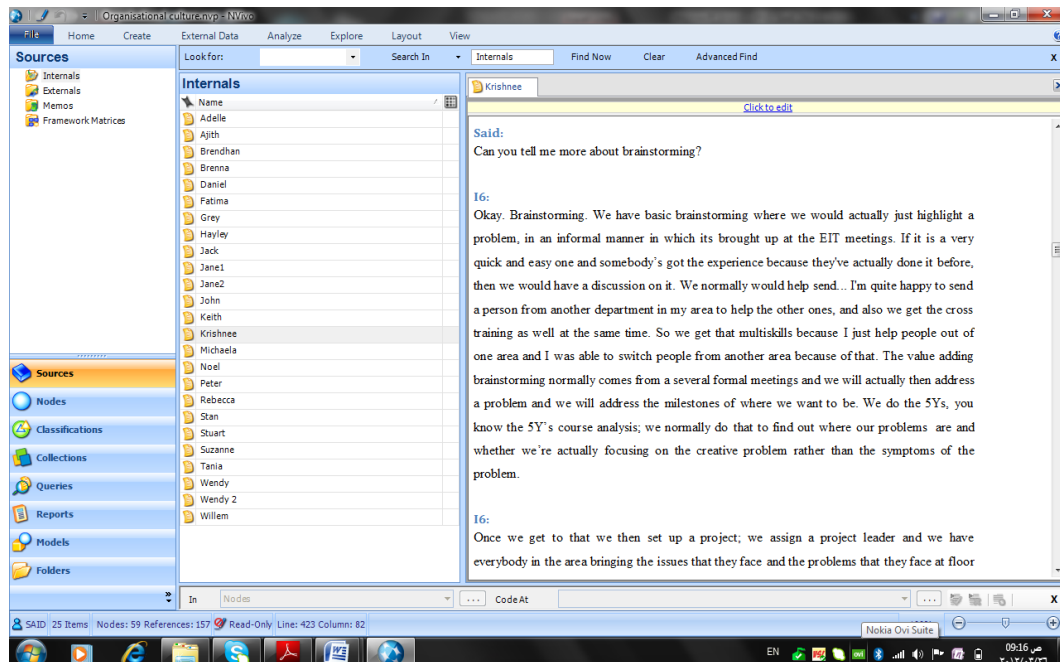 Organisational culture.nvp - NVivo
File Home Create External Data Analyze Explore Layout View
Sources
Look for: Search In Internals Find Now Clear Advanced Find x
Internals
Externals
Memos
Framework Matrices
Sources
Nodes
Classifications
Collections
Queries
Reports
Models
Folders
Internals
Name
Adelle
Ajith
Brendhan
Brenna
Daniel
Fatima
Grey
Hayley
Jack
Jane1
Jane2
John
Keith
Krishnee
Michaela
Noel
Peter
Rebecca
Stan
Stuart
Suzanne
Tania
Wendy
Wendy 2
Willem
Krishnee
Click to edit
Said:
Can you tell me more about brainstorming?
I6:
Okay. Brainstorming. We have basic brainstorming where we would actually just highlight a
problem, in an informal manner in which its brought up at the EIT meetings. If it is a very
quick and easy one and somebody's got the experience because they've actually done it before,
then we would have a discussion on it. We normally would help send... I'm quite happy to send
a person from another department in my area to help the other ones, and also we get the cross
training as well at the same time. So we get that multiskills because I just help people out of
one area and I was able to switch people from another area because of that. The value adding
brainstorming normally comes from a several formal meetings and we will actually then address
a problem and we will address the milestones of where we want to be. We do the 5Ys, you
know the 5Y's course analysis; we normally do that to find out where our problems are and
whether we're actually focusing on the creative problem rather than the symptoms of the
problem.
I6:
Once we get to that we then set up a project; we assign a project leader and we have
everybody in the area bringing the issues that they face and the problems that they face at floor
In Nodes ... Code At ... x
SAID 25 Items Nodes: 59 References: 157 Read-Only Line: 423 Column: 82
Nokia Ovi Suite
EN ovi 09:16 ص